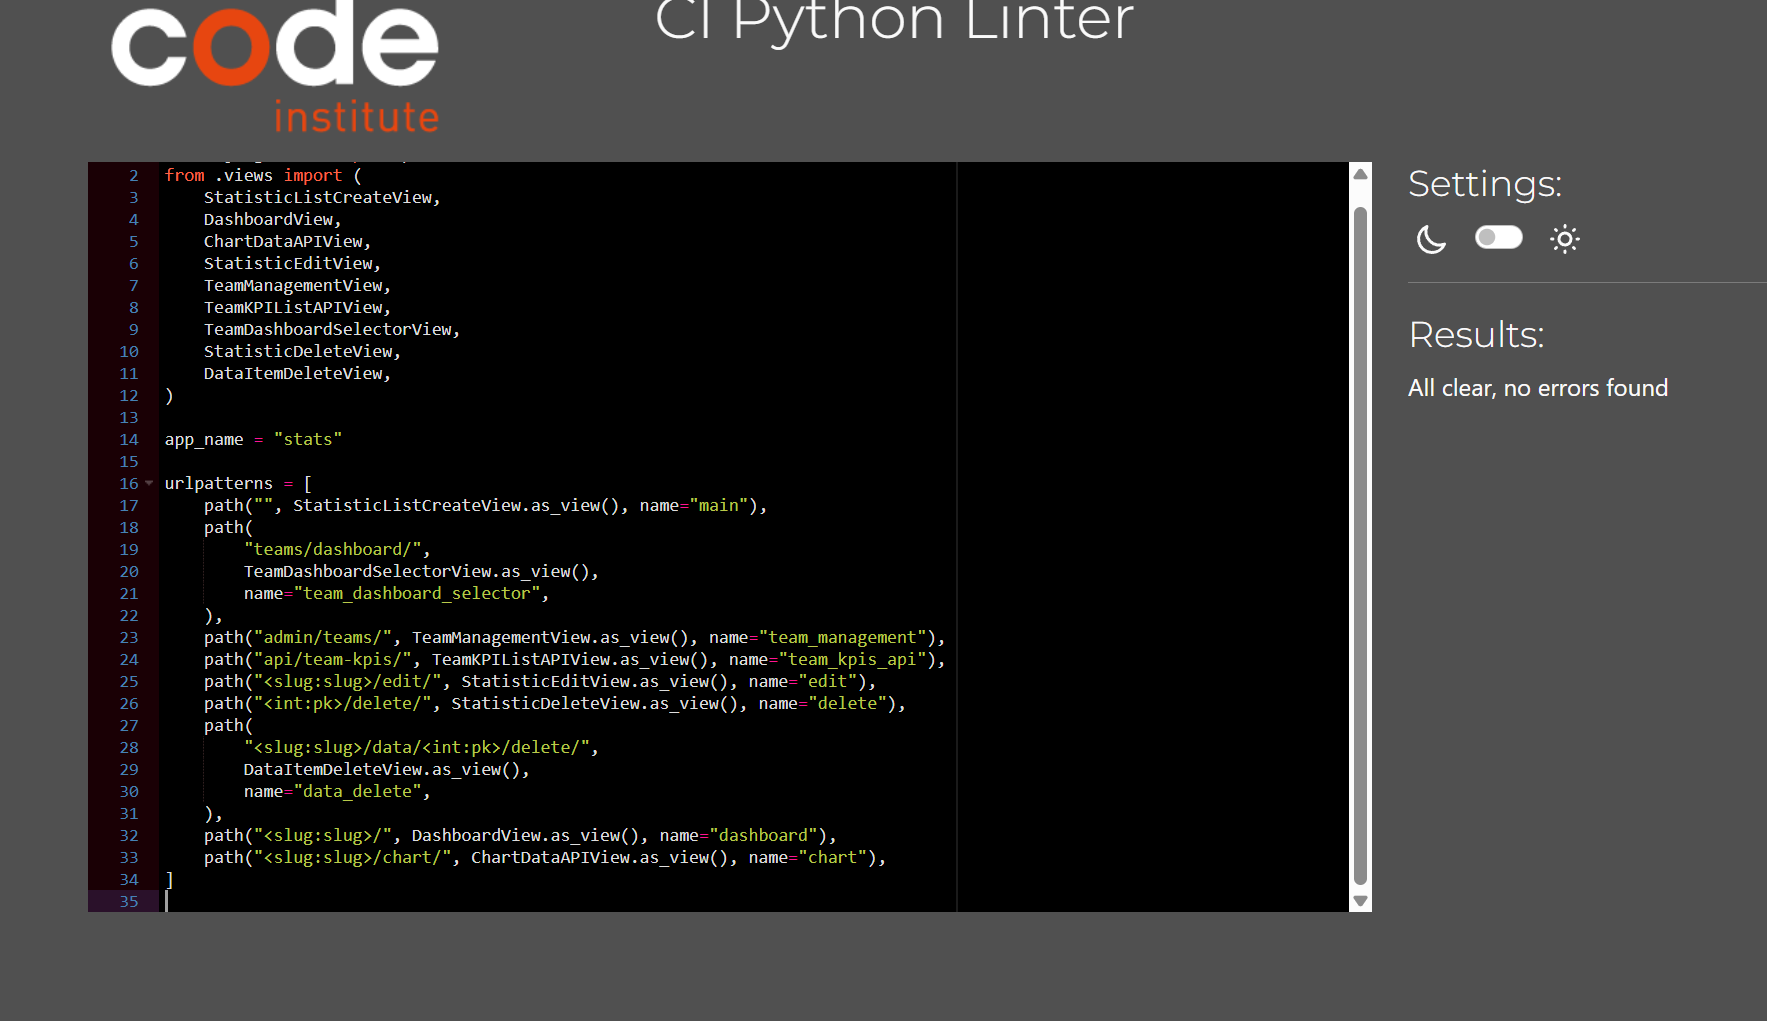 code
institute
CI Python Linter
2 from .views import (
3 StatisticListCreateView,
4 DashboardView,
5 ChartDataAPIView,
6 StatisticEditView,
7 TeamManagementView,
8 TeamKPIListAPIView,
9 TeamDashboardSelectorView,
10 StatisticDeleteView,
11 DataItemDeleteView,
12 )
13
14 app_name = "stats"
15
16 urlpatterns = [
17 path("", StatisticListCreateView.as_view(), name="main"),
18 path(
19 "teams/dashboard/",
20 TeamDashboardSelectorView.as_view(),
21 name="team_dashboard_selector",
22 ),
23 path("admin/teams/", TeamManagementView.as_view(), name="team_management"),
24 path("api/team-kpis/", TeamKPIListAPIView.as_view(), name="team_kpis_api"),
25 path("<slug:slug>/edit/", StatisticEditView.as_view(), name="edit"),
26 path("<int:pk>/delete/", StatisticDeleteView.as_view(), name="delete"),
27 path(
28 "<slug:slug>/data/<int:pk>/delete/",
29 DataItemDeleteView.as_view(),
30 name="data_delete",
31 ),
32 path("<slug:slug>/", DashboardView.as_view(), name="dashboard"),
33 path("<slug:slug>/chart/", ChartDataAPIView.as_view(), name="chart"),
34 ]
35
Settings:
Results:
All clear, no errors found